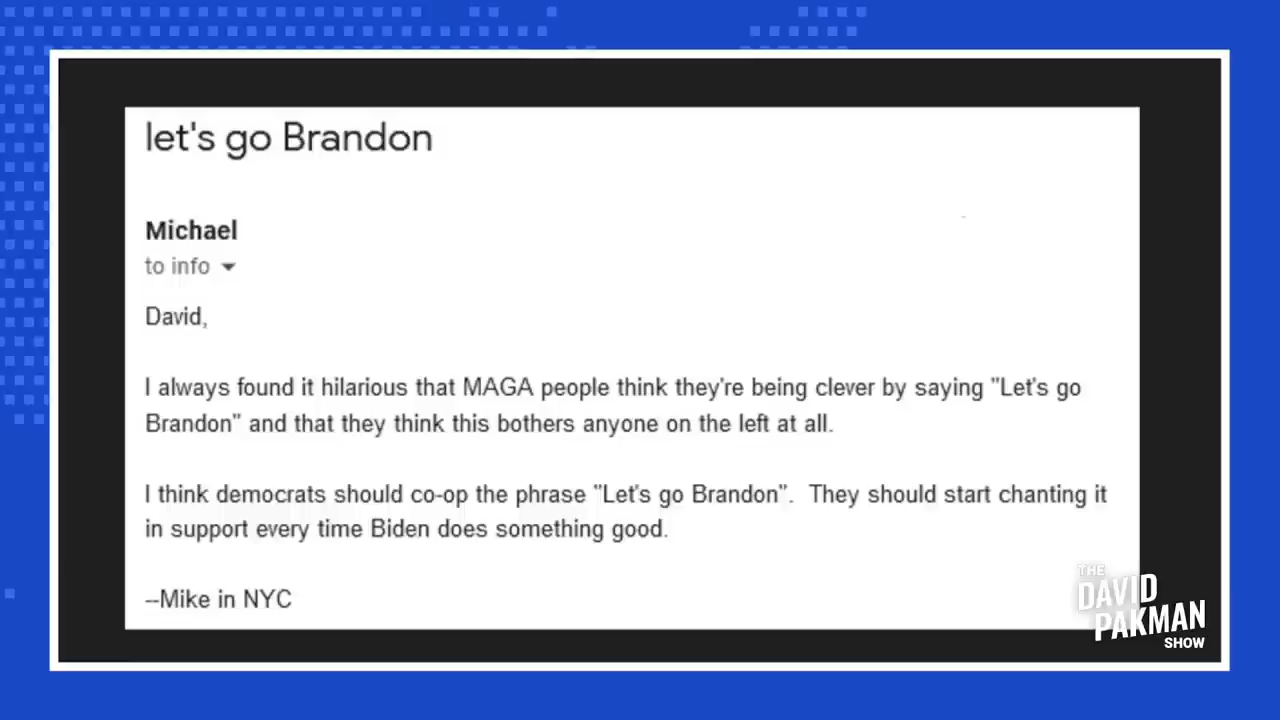 let's go Brandon
Michael
to info
David,
I always found it hilarious that MAGA people think they're being clever by saying "Let's go
Brandon" and that they think this bothers anyone on the left at all.
I think democrats should co-op the phrase "Let's go Brandon".  They should start chanting it
in support every time Biden does something good.
--Mike in NYC
THE
DAVID
PAKMAN
SHOW